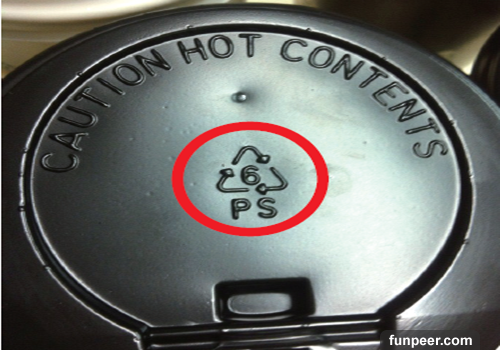 CAUTION HOT CONTENTS
6
PS
funpeer.com